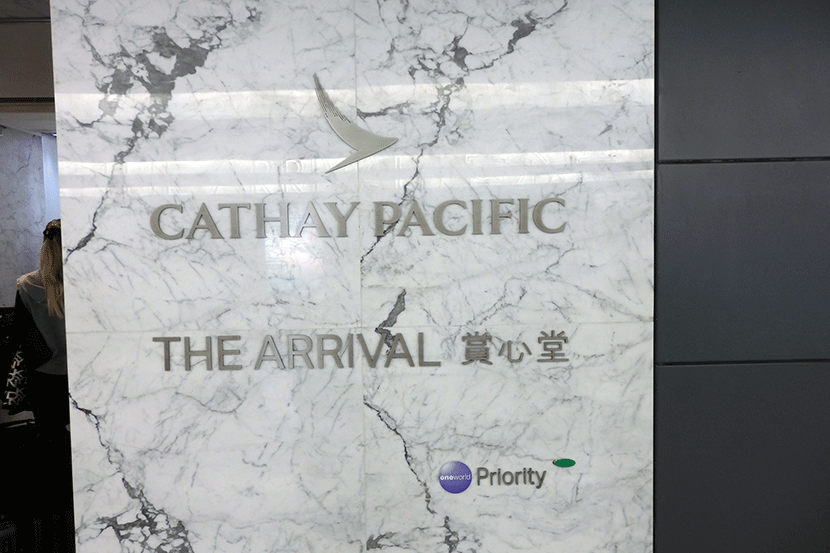 CATHAY PACIFIC
THE ARRIVAL 賞心堂
oneworld Priority